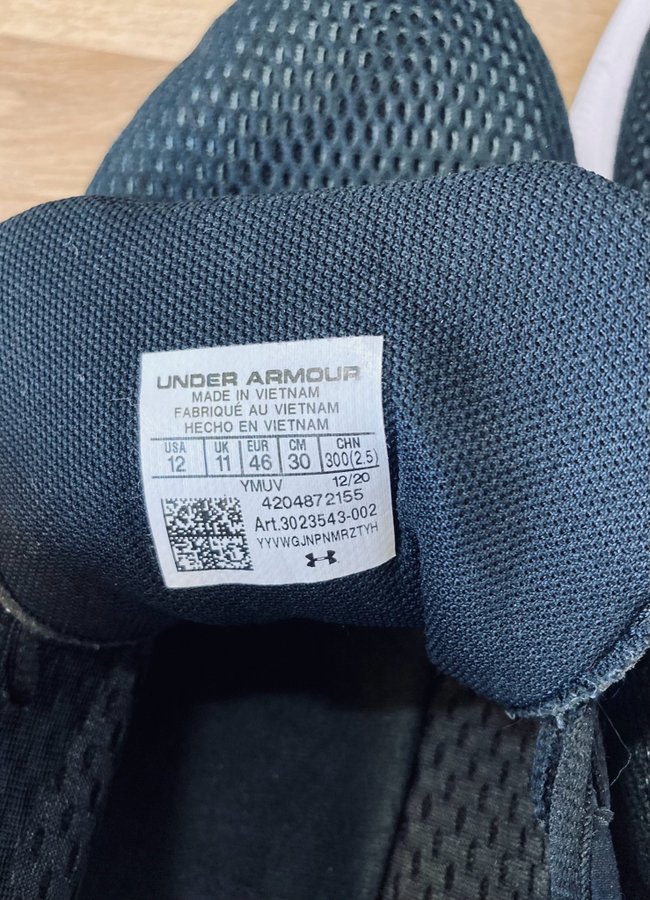 UNDER ARMOUR
MADE IN VIETNAM
FABRIQUÉ AU VIETNAM
HECHO EN VIETNAM
USA UK EUR CM CHN
12 11 46 30 300(2.5)
YMUV 12/20
4204872155
Art.3023543-002
YYVWGJNPNMRZTYH